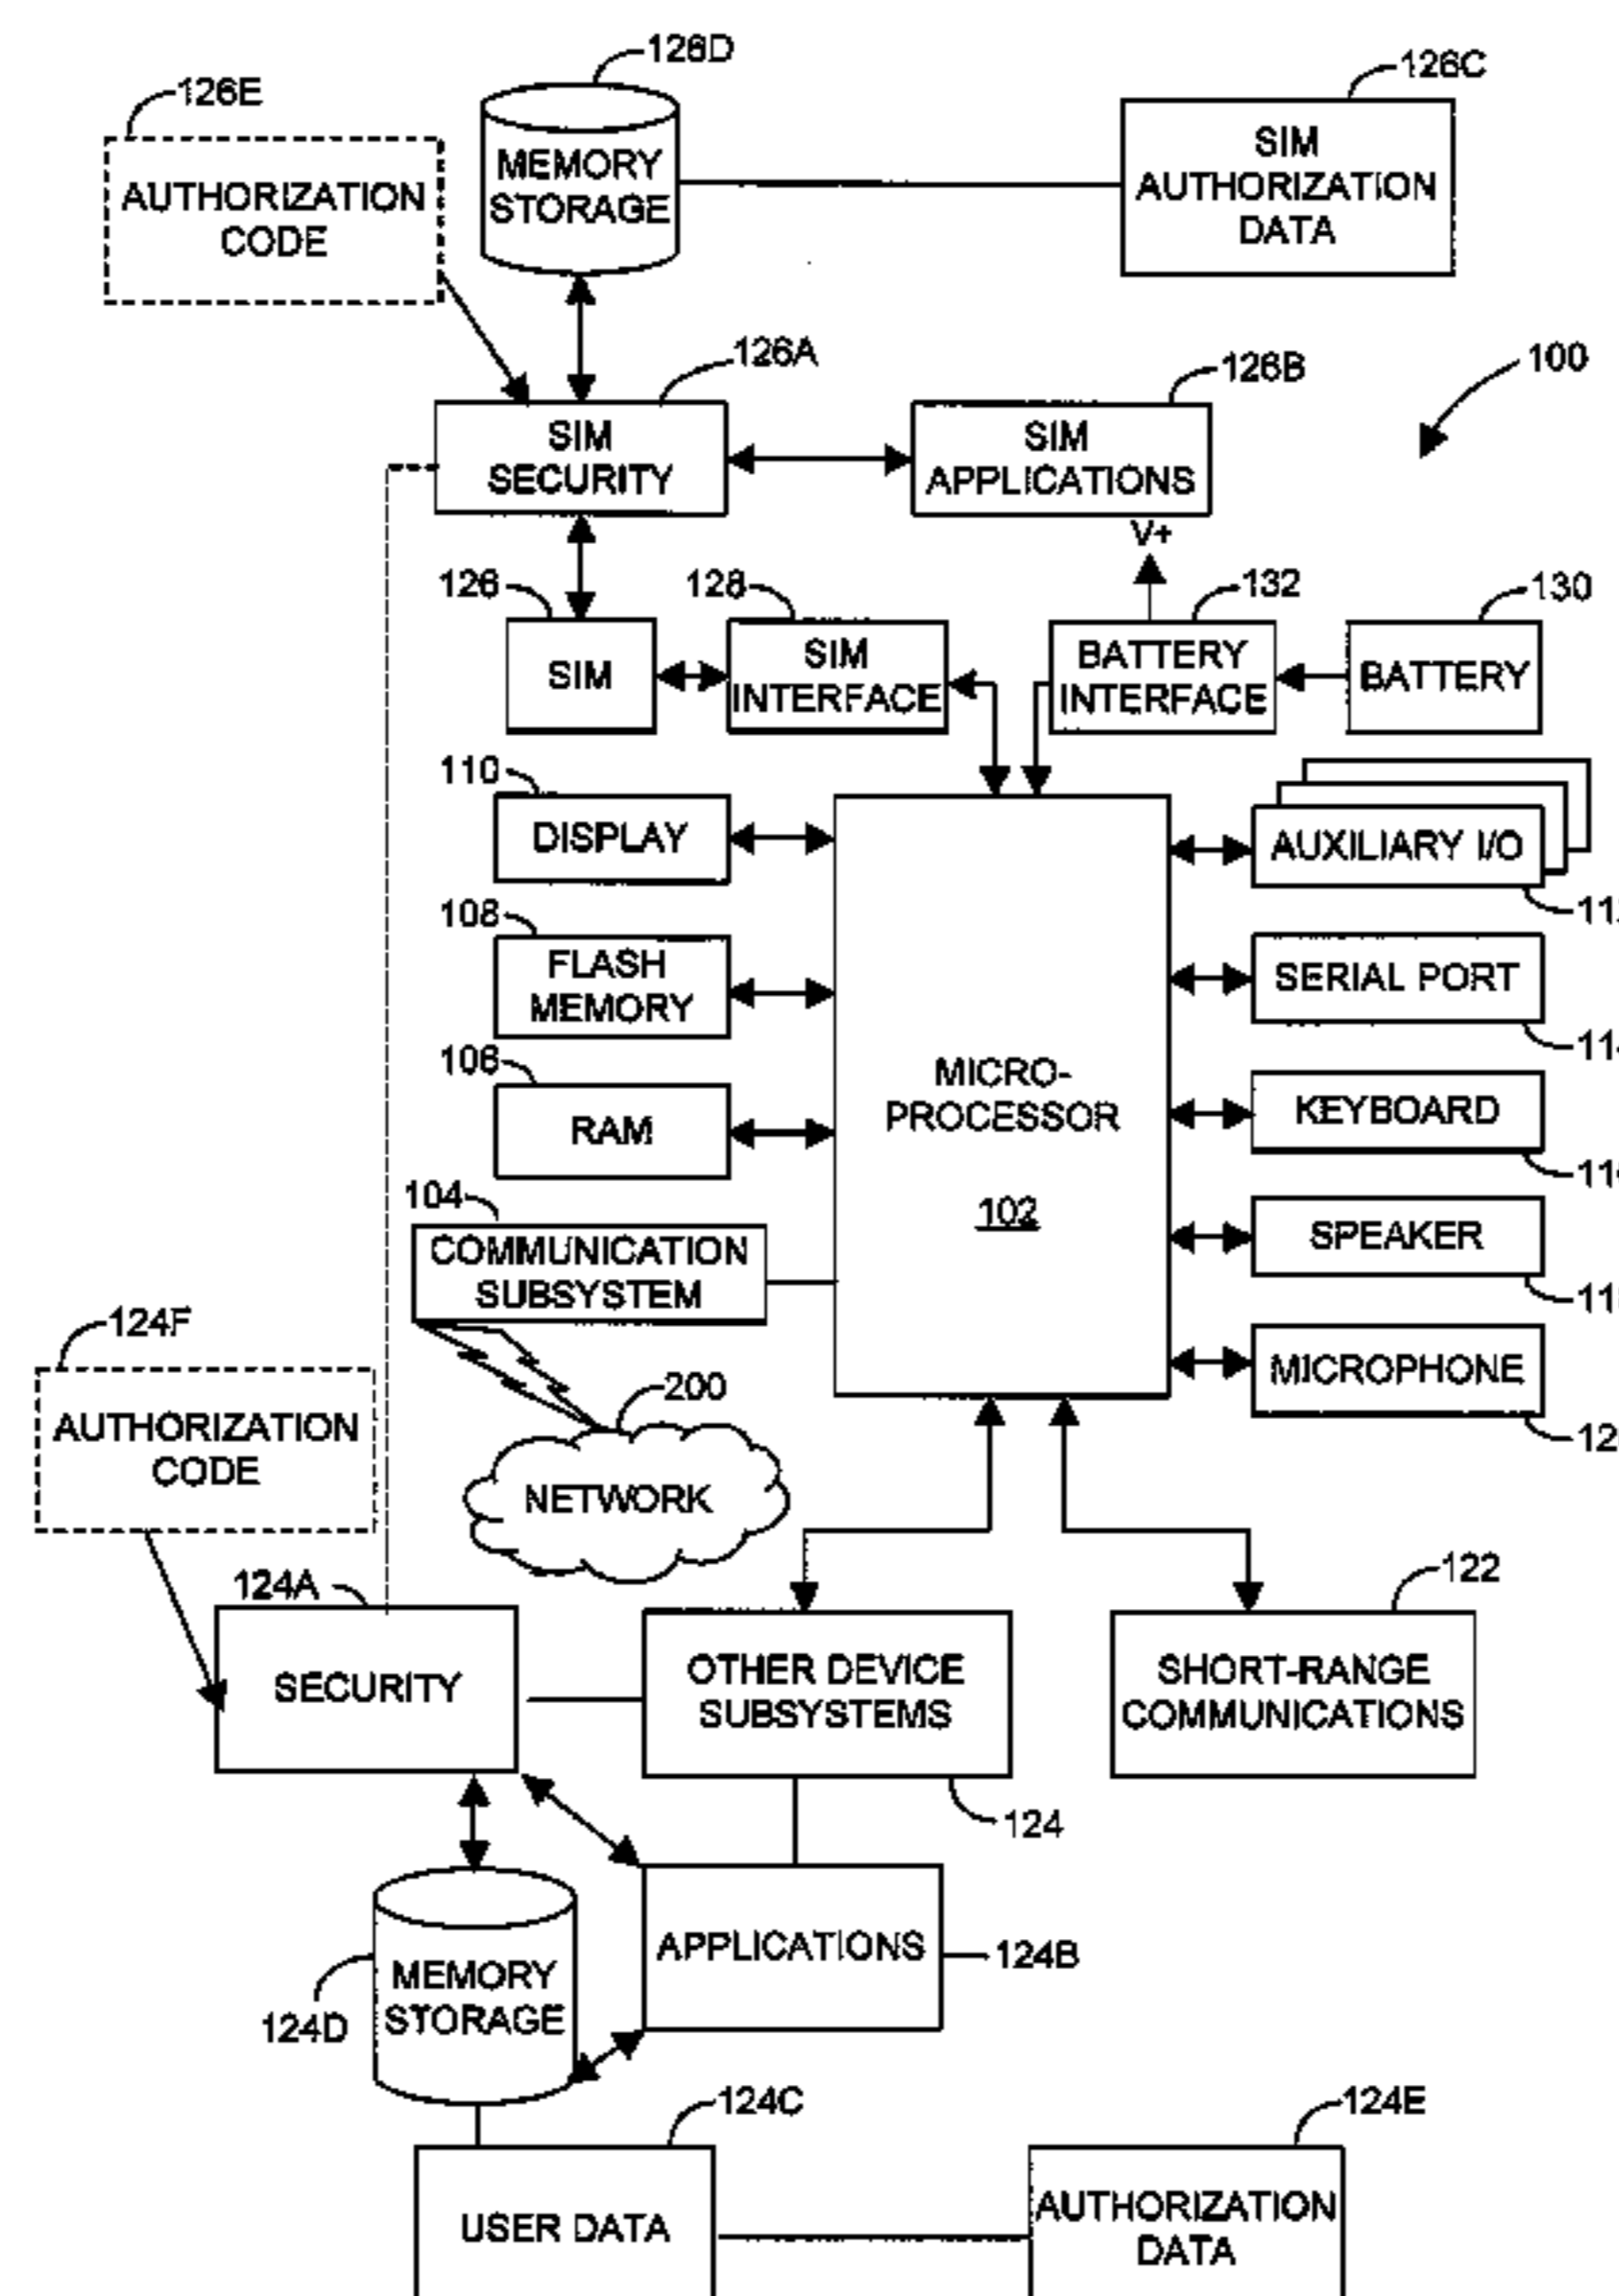 126D
126C
126E
MEMORY
STORAGE
SIM
AUTHORIZATION
DATA
AUTHORIZATION
CODE
126A
126B
100
SIM
SECURITY
SIM
APPLICATIONS
V+
126
128
132
130
SIM
SIM
INTERFACE
BATTERY
INTERFACE
BATTERY
110
DISPLAY
AUXILIARY I/O
108
FLASH
MEMORY
SERIAL PORT
106
RAM
MICRO-
PROCESSOR
102
KEYBOARD
104
COMMUNICATION
SUBSYSTEM
SPEAKER
124F
AUTHORIZATION
CODE
200
NETWORK
MICROPHONE
124A
122
SECURITY
OTHER DEVICE
SUBSYSTEMS
SHORT-RANGE
COMMUNICATIONS
124
MEMORY
STORAGE
APPLICATIONS
124B
124D
124C
124E
USER DATA
AUTHORIZATION
DATA